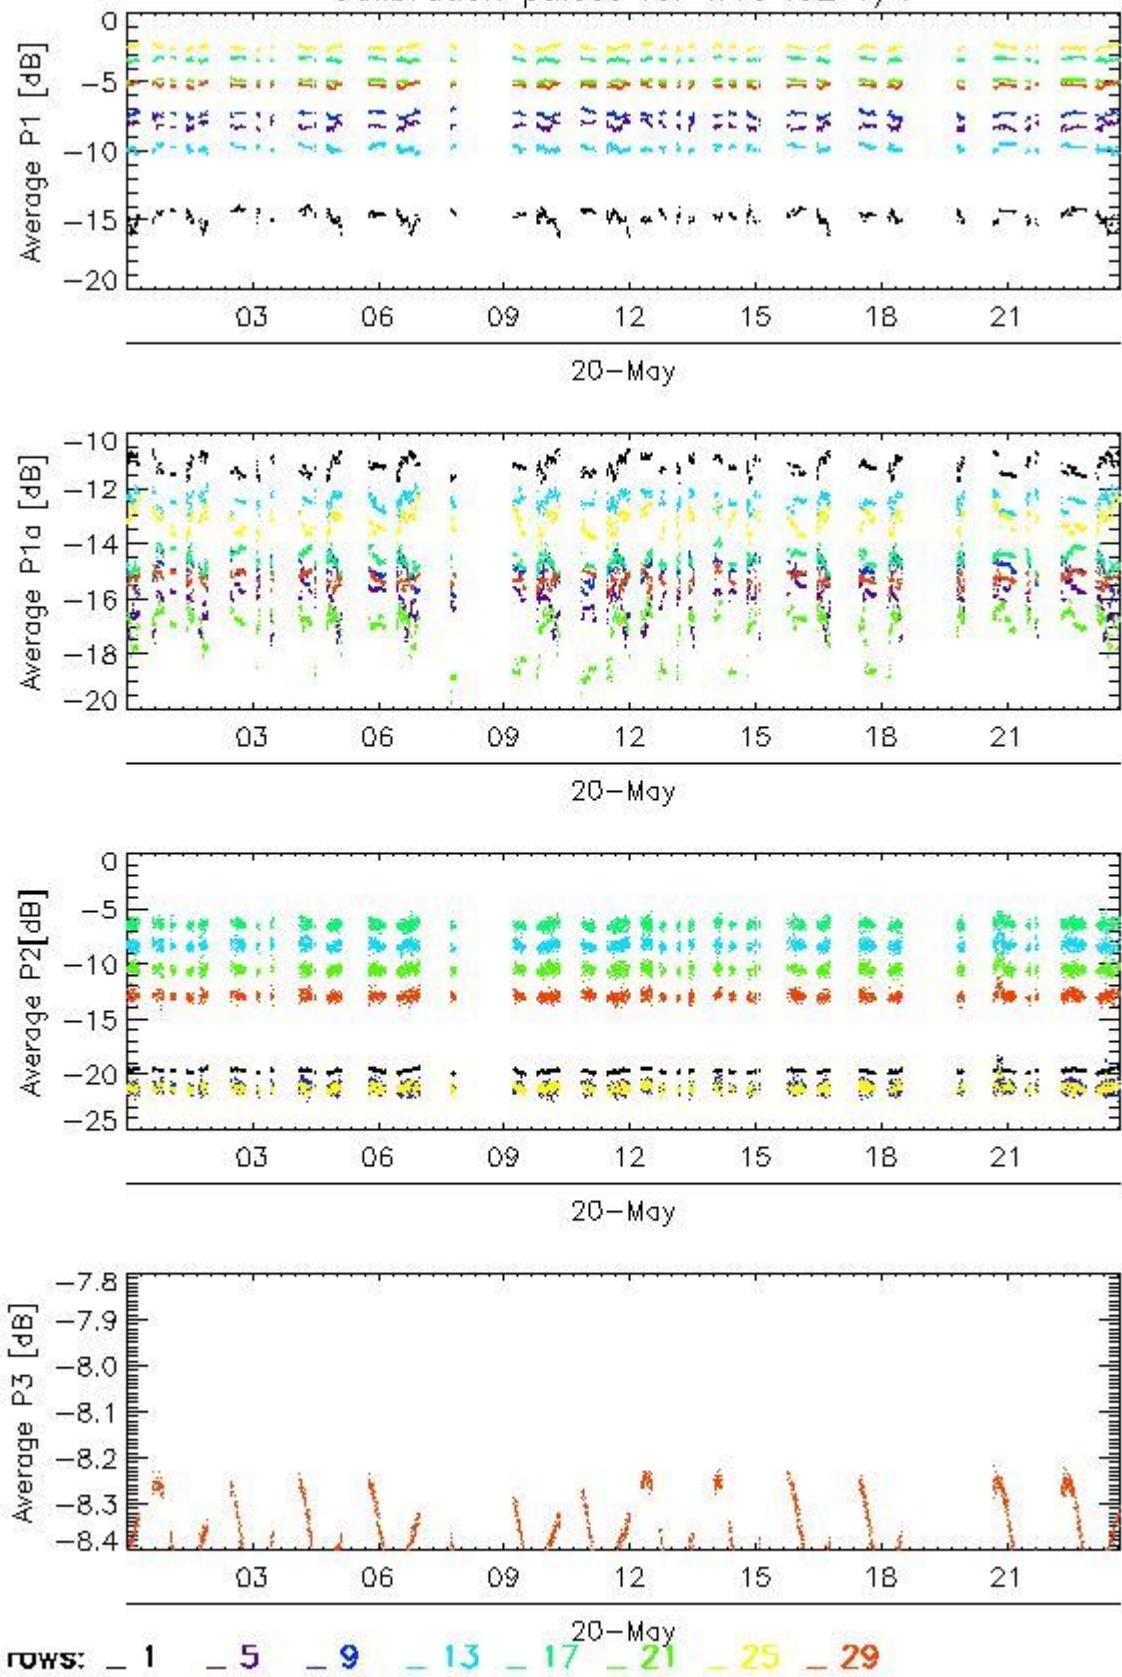 Average P1 [dB]
0
-5
-10
-15
-20
03 06 09 12 15 18 21
20-May
Average P1a [dB]
-10
-12
-14
-16
-18
-20
03 06 09 12 15 18 21
20-May
Average P2[dB]
0
-5
-10
-15
-20
-25
03 06 09 12 15 18 21
20-May
Average P3 [dB]
-7.8
-7.9
-8.0
-8.1
-8.2
-8.3
-8.4
03 06 09 12 15 18 21
20-May
rows: _ 1 _ 5 _ 9 _ 13 _ 17 _ 21 _ 25 _ 29